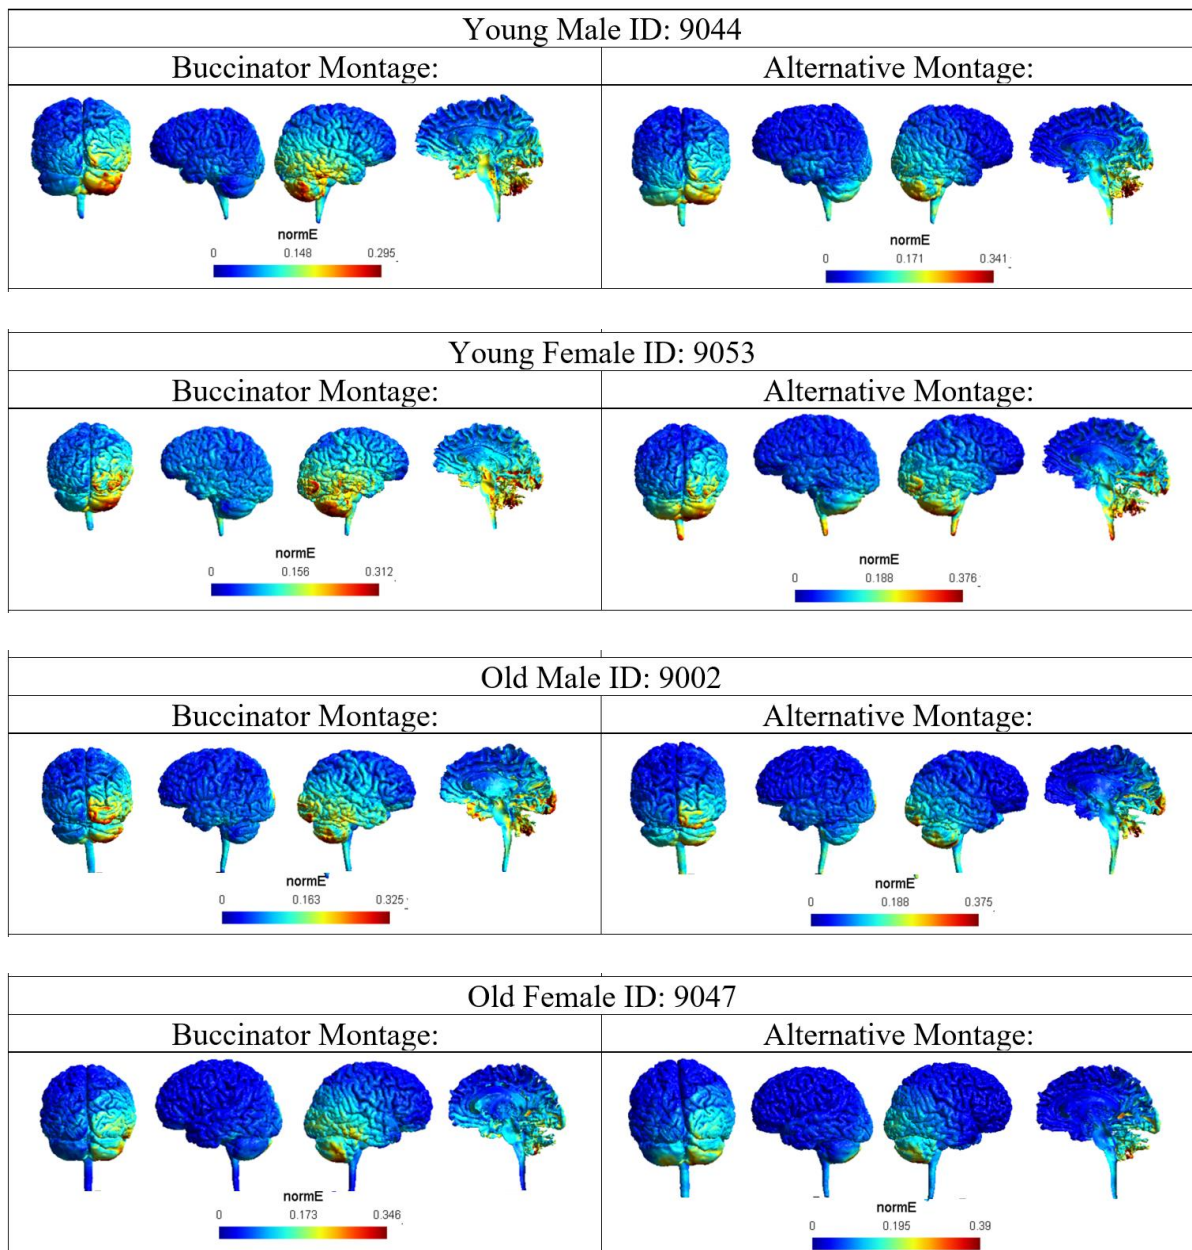 Young Male ID: 9044
Buccinator Montage: Alternative Montage:
normE
0 0.148 0.295
normE
0 0.171 0.341
Young Female ID: 9053
Buccinator Montage: Alternative Montage:
normE
0 0.156 0.312
normE
0 0.188 0.376
Old Male ID: 9002
Buccinator Montage: Alternative Montage:
normE
0 0.163 0.325
normE
0 0.188 0.375
Old Female ID: 9047
Buccinator Montage: Alternative Montage:
normE
0 0.173 0.346
normE
0 0.195 0.39